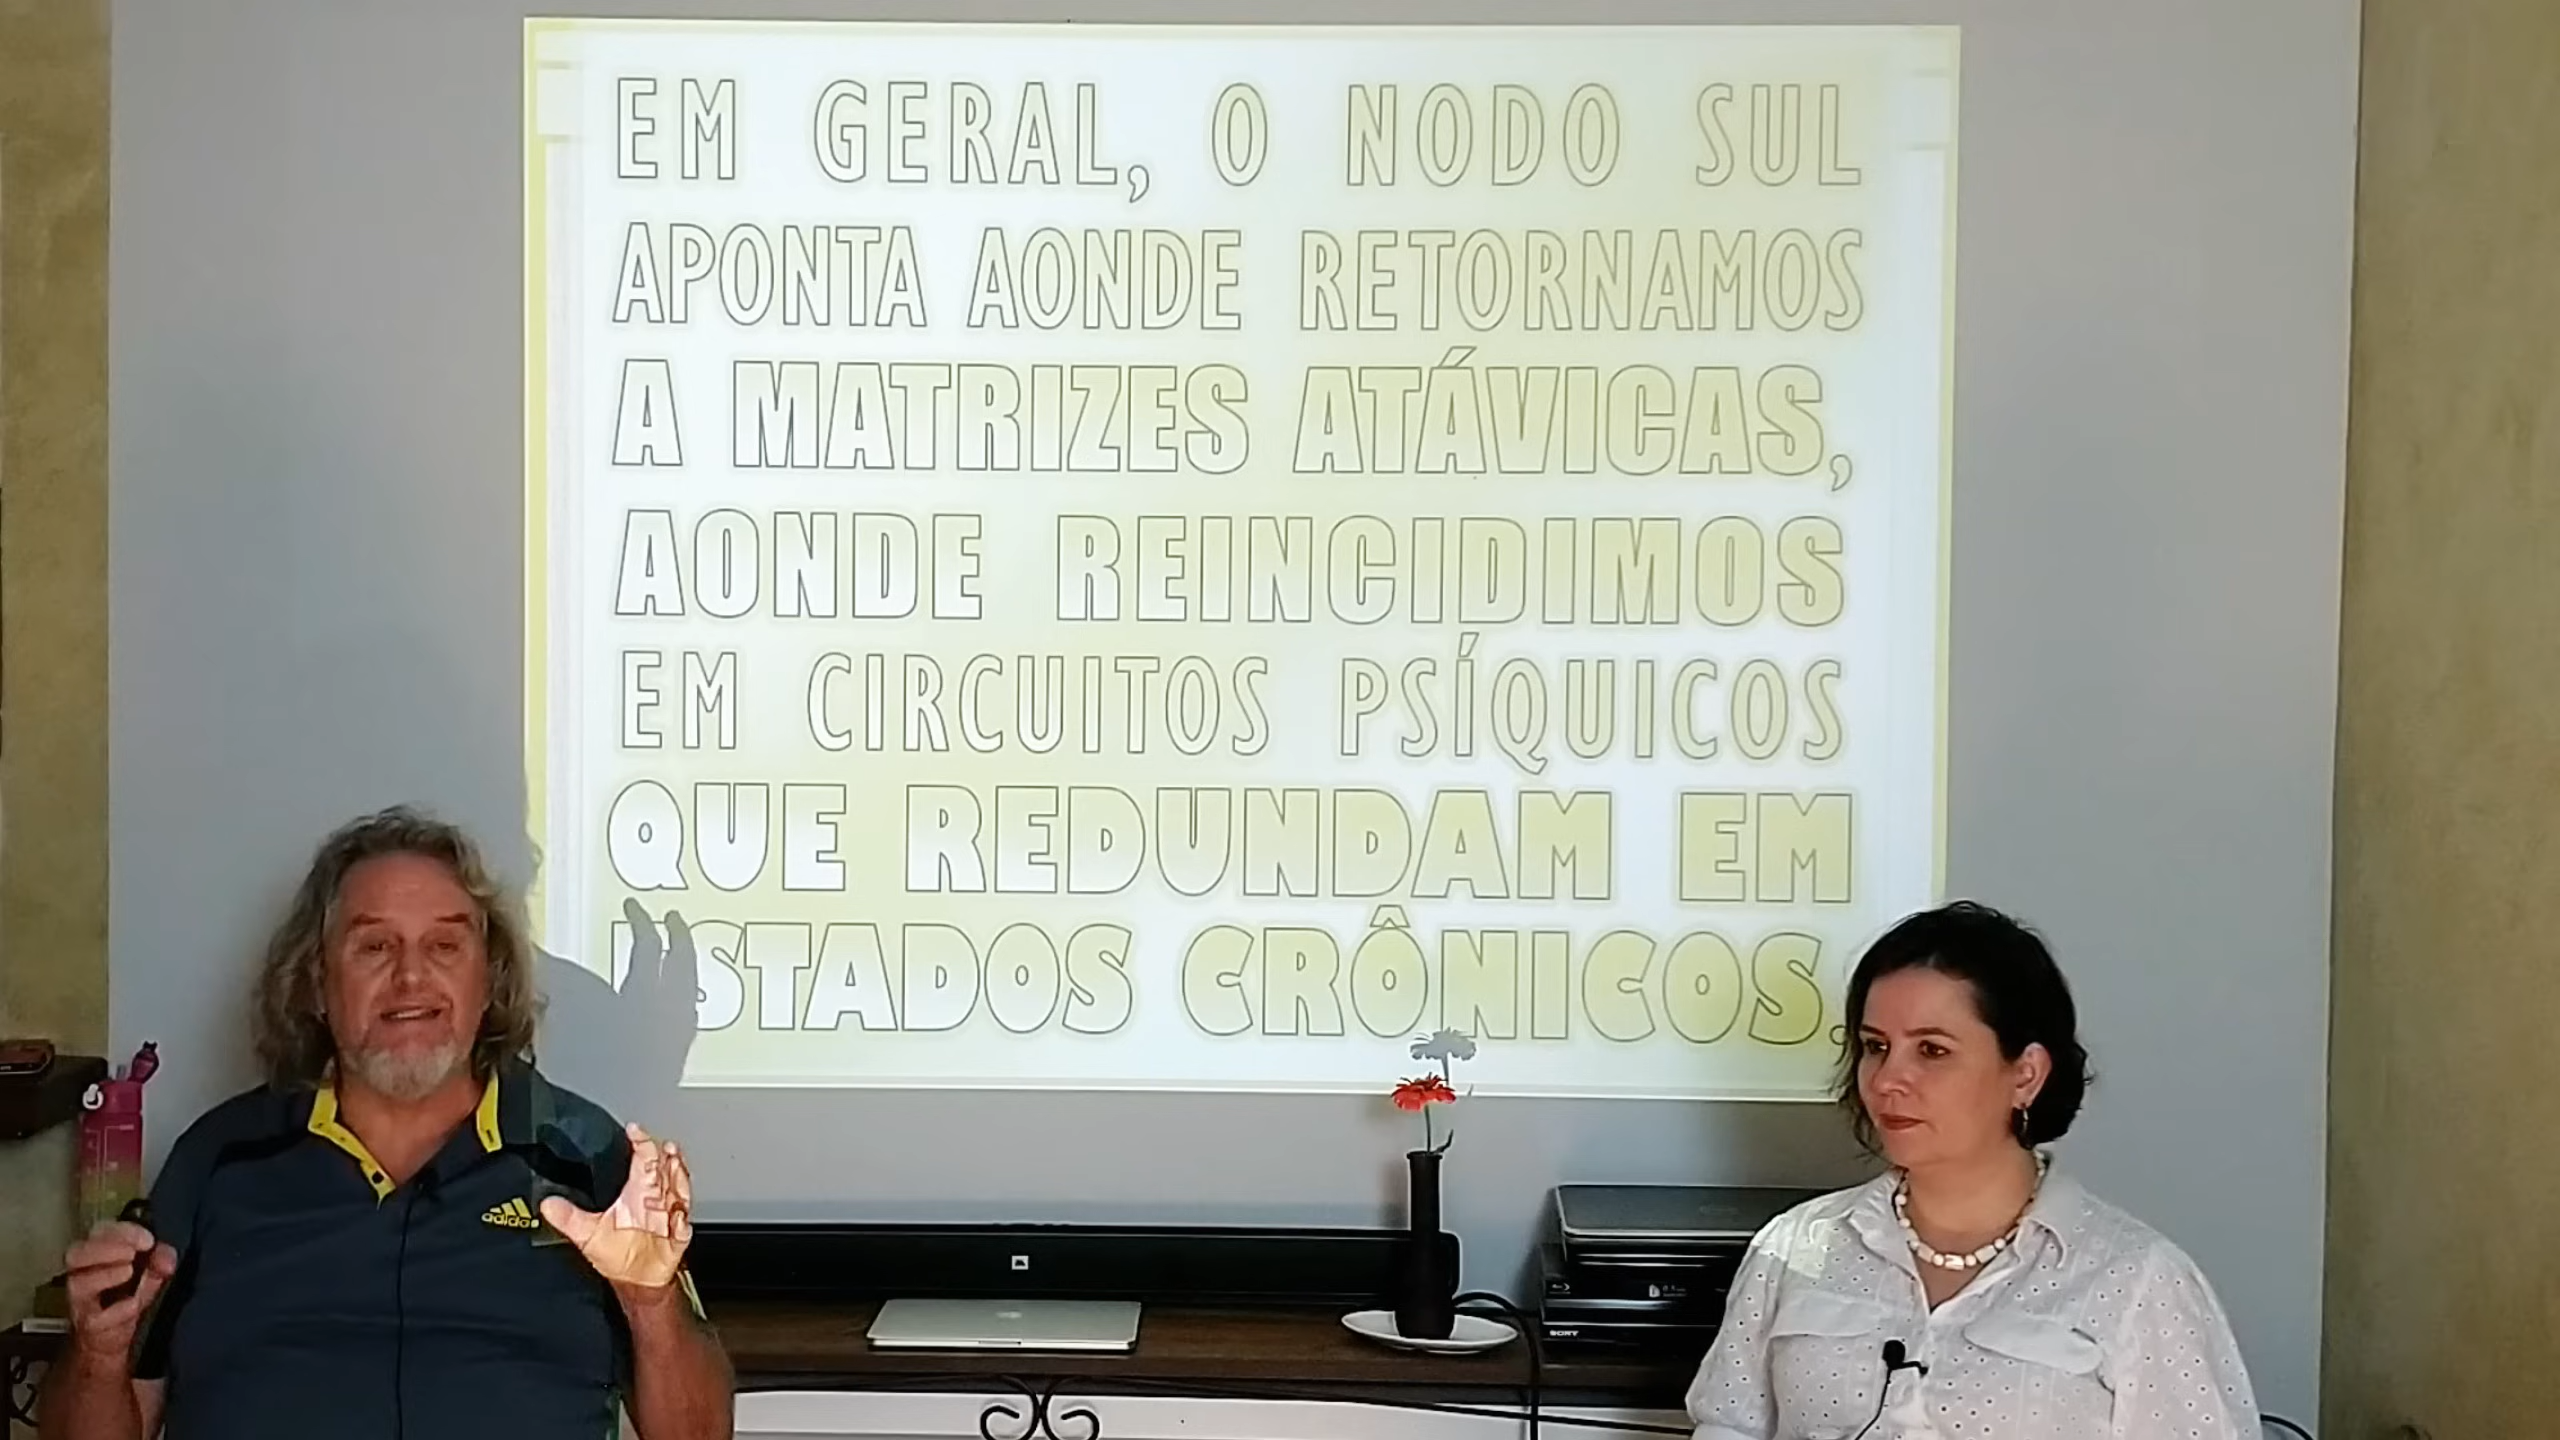 EM GERAL, O NODO SUL
APONTA AONDE RETORNAMOS
A MATRIZES ATÁVICAS,
AONDE REINCIDIMOS
EM CIRCUITOS PSÍQUICOS
QUE REDUNDAM EM
ESTADOS CRÔNICOS.
adidas
SONY